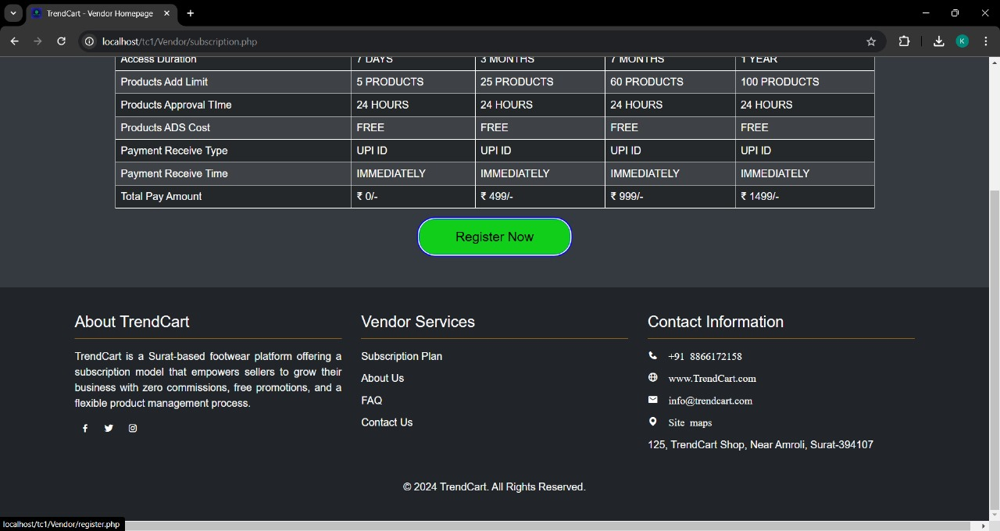 TrendCart - Vendor Homepage
localhost/tc1/Vendor/subscription.php
K
Access Duration 7 DAYS 3 MONTHS 7 MONTHS 1 YEAR
Products Add Limit 5 PRODUCTS 25 PRODUCTS 60 PRODUCTS 100 PRODUCTS
Products Approval TIme 24 HOURS 24 HOURS 24 HOURS 24 HOURS
Products ADS Cost FREE FREE FREE FREE
Payment Receive Type UPI ID UPI ID UPI ID UPI ID
Payment Receive Time IMMEDIATELY IMMEDIATELY IMMEDIATELY IMMEDIATELY
Total Pay Amount ₹ 0/- ₹ 499/- ₹ 999/- ₹ 1499/-
Register Now
About TrendCart
TrendCart is a Surat-based footwear platform offering a
subscription model that empowers sellers to grow their
business with zero commissions, free promotions, and a
flexible product management process.
Vendor Services
Subscription Plan
About Us
FAQ
Contact Us
Contact Information
+91 8866172158
www.TrendCart.com
info@trendcart.com
Site maps
125, TrendCart Shop, Near Amroli, Surat-394107
© 2024 TrendCart. All Rights Reserved.
localhost/tc1/Vendor/register.php